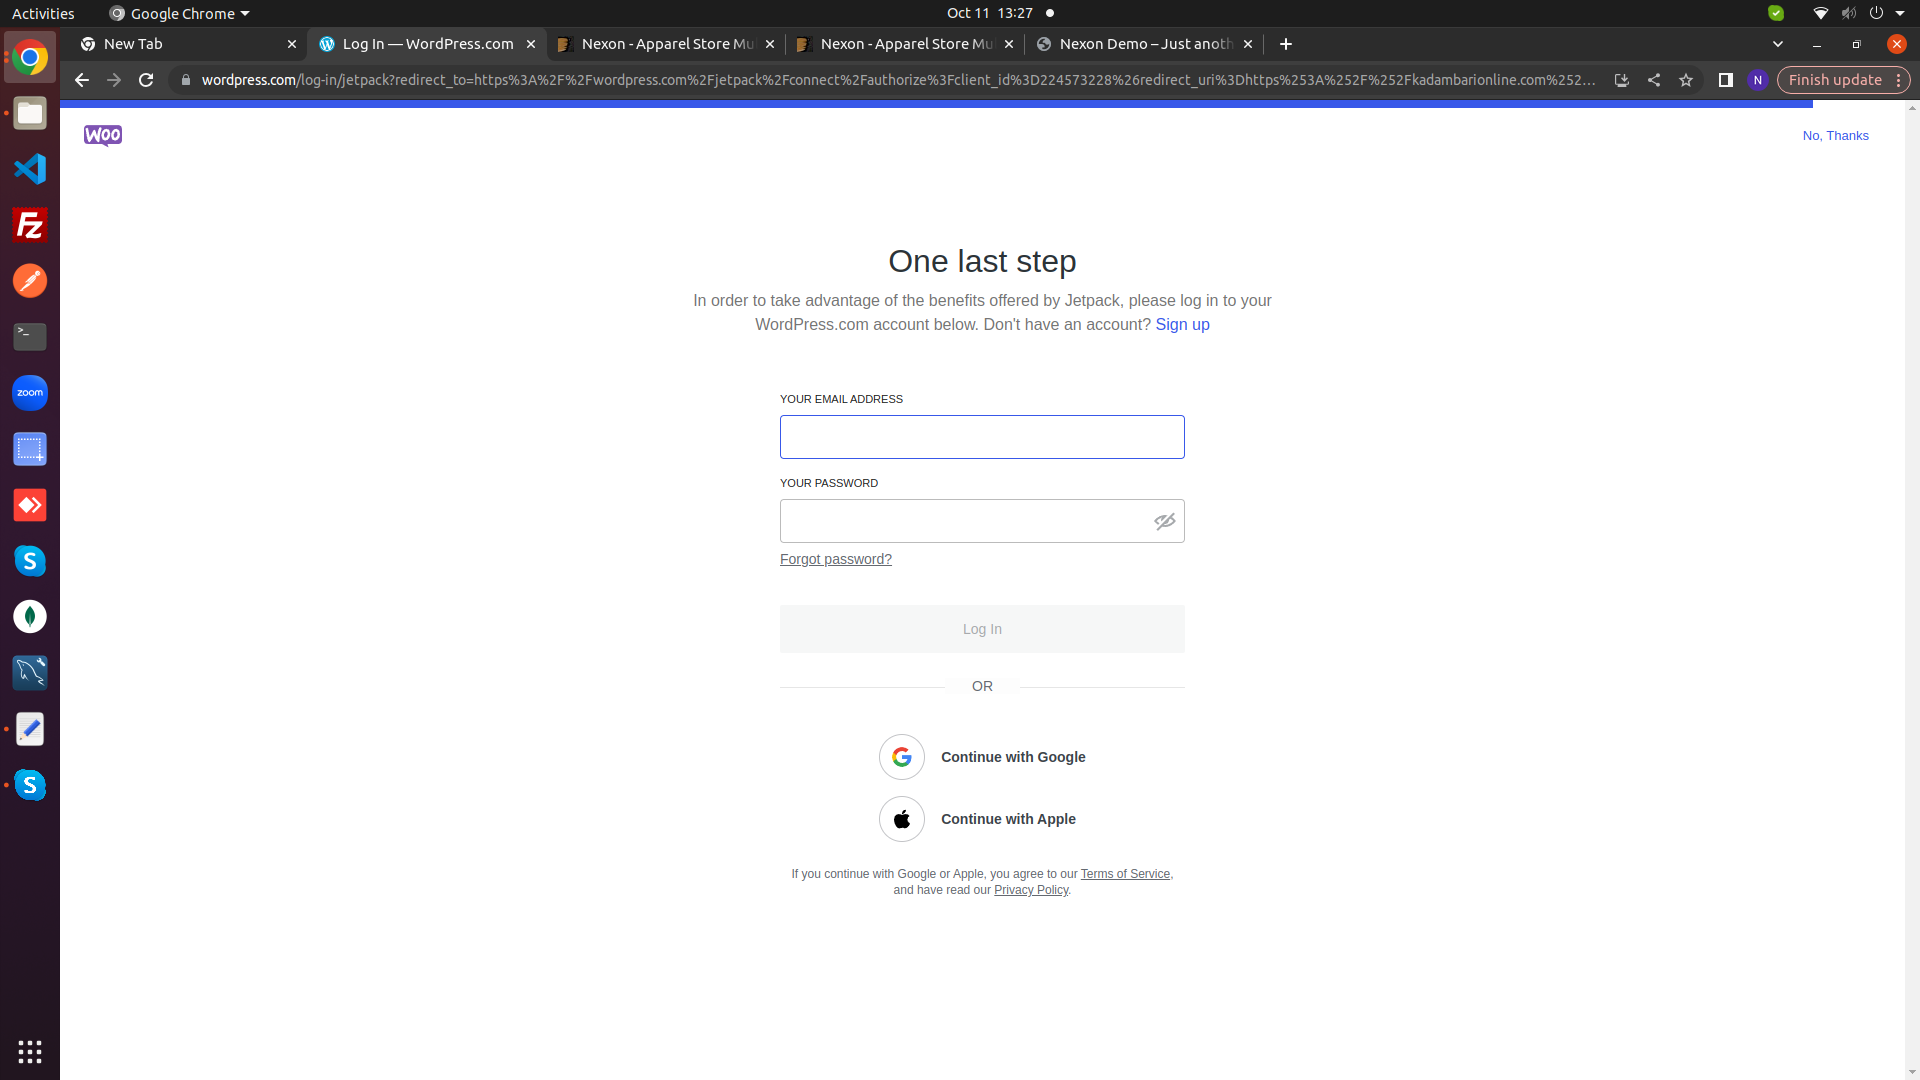 Activities
Google Chrome
Oct 11 13:27
New Tab
Log In — WordPress.com
Nexon - Apparel Store Mu
Nexon - Apparel Store Mu
Nexon Demo – Just anoth
wordpress.com/log-in/jetpack?redirect_to=https%3A%2F%2Fwordpress.com%2Fjetpack%2Fconnect%2Fauthorize%3Fclient_id%3D224573228%26redirect_uri%3Dhttps%253A%252F%252Fkadambarionline.com%252...
N
Finish update
Woo
No, Thanks
One last step
In order to take advantage of the benefits offered by Jetpack, please log in to your
WordPress.com account below. Don't have an account? Sign up
YOUR EMAIL ADDRESS
YOUR PASSWORD
Forgot password?
Log In
OR
Continue with Google
Continue with Apple
If you continue with Google or Apple, you agree to our Terms of Service,
and have read our Privacy Policy.
zoom